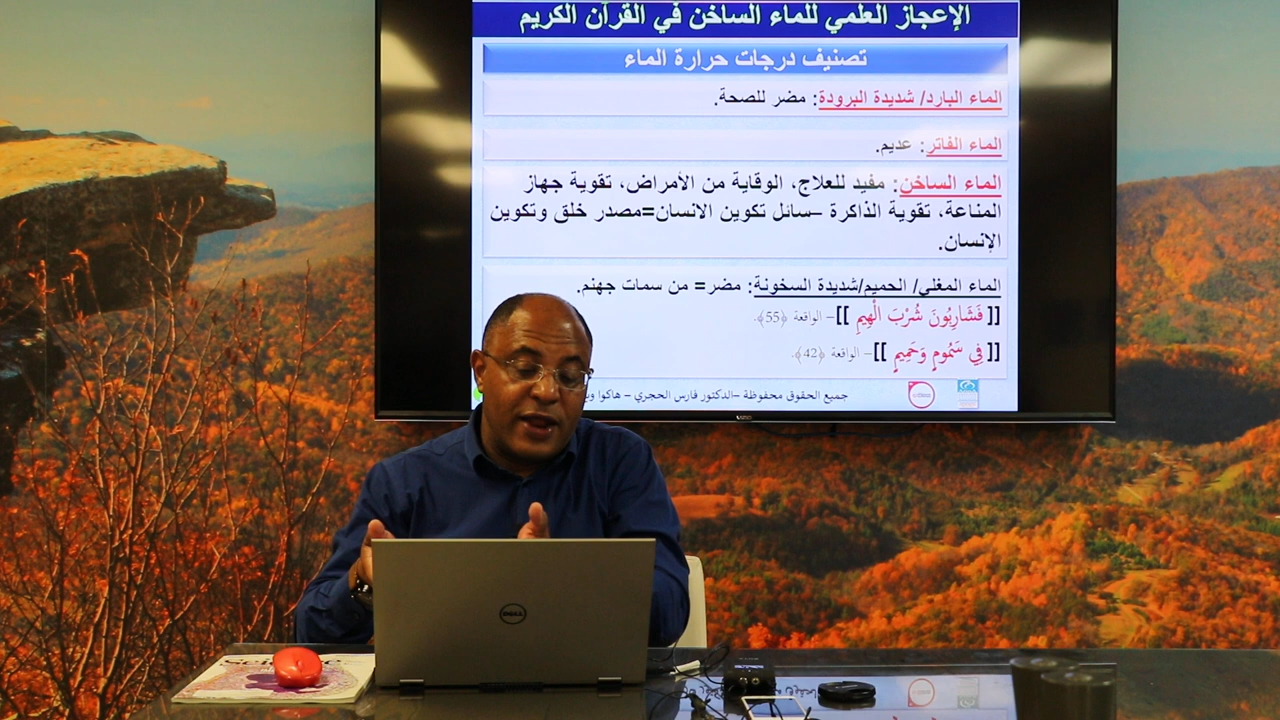 الإعجاز العلمي للماء الساخن في القرآن الكريم
تصنيف درجات حرارة الماء
الماء البارد/ شديدة البرودة: مضر للصحة.
الماء الفاتر: عديم.
الماء الساخن: مفيد للعلاج، الوقاية من الأمراض، تقوية جهاز
المناعة، تقوية الذاكرة –سائل تكوين الانسان=مصدر خلق وتكوين
الإنسان.
الماء المغلي/ الحميم/شديدة السخونة: مضر= من سمات جهنم.
[[ فَشَارِبُونَ شُرْبَ الْهِيمِ ]]– الواقعة ﴿55﴾.
[[ فِي سَمُومٍ وَحَمِيمٍ ]]– الواقعة ﴿42﴾.
جميع الحقوق محفوظة –الدكتور فارس الحجري – هاكوا
VIZIO
DELL